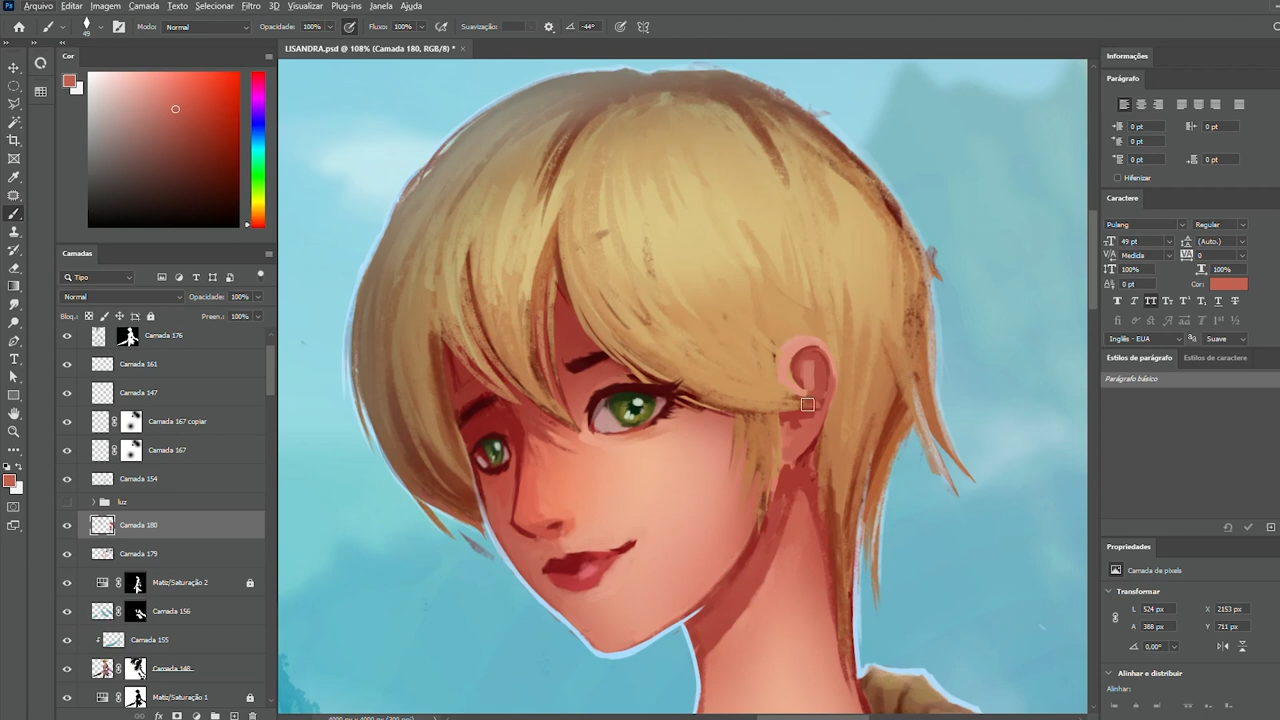 Ps Arquivo Editar Imagem Camada Texto Selecionar Filtro 3D Visualizar Plug-ins Janela Ajuda
49 Modo: Normal Opacidade: 100% Fluxo: 100% Suavização: -44°
LISANDRA.psd @ 108% (Camada 180, RGB/8) *
Cor
Camadas
Tipo
Normal Opacidade: 100%
Bloq.: Preen.: 100%
Camada 176
Camada 161
Camada 147
Camada 167 copiar
Camada 167
Camada 154
luz
Camada 180
Camada 179
Matiz/Saturação 2
Camada 156
Camada 155
Camada 148
Matiz/Saturação 1
fx
Informações
Parágrafo
0 pt 0 pt
0 pt
0 pt 0 pt
Hifenizar
Caractere
Pulang Regular
49 pt (Auto.)
Medida 0
100% 100%
0 pt Cor:
Inglês - EUA Suave
Estilos de parágrafo Estilos de caractere
Parágrafo básico
Propriedades
Camada de pixels
Transformar
L 524 px X 2153 px
A 388 px Y 711 px
0,00°
Alinhar e distribuir
Alinhar: